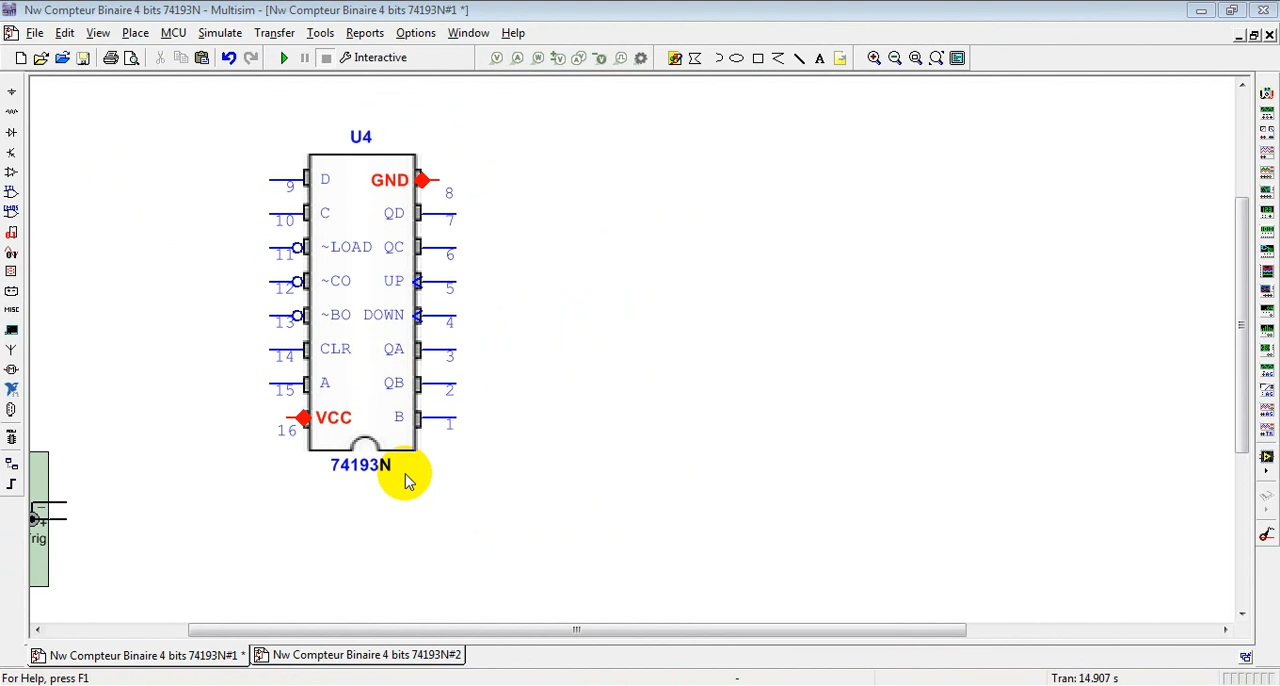 Nw Compteur Binaire 4 bits 74193N - Multisim - [Nw Compteur Binaire 4 bits 74193N#1 *]
File Edit View Place MCU Simulate Transfer Tools Reports Options Window Help
Interactive
U4
9 D GND 8
10 C QD 7
11 ~LOAD QC 6
12 ~CO UP 5
13 ~BO DOWN 4
14 CLR QA 3
15 A QB 2
16 VCC B 1
74193N
MISC
Nw Compteur Binaire 4 bits 74193N#1 * Nw Compteur Binaire 4 bits 74193N#2
For Help, press F1 - Tran: 14.907 s